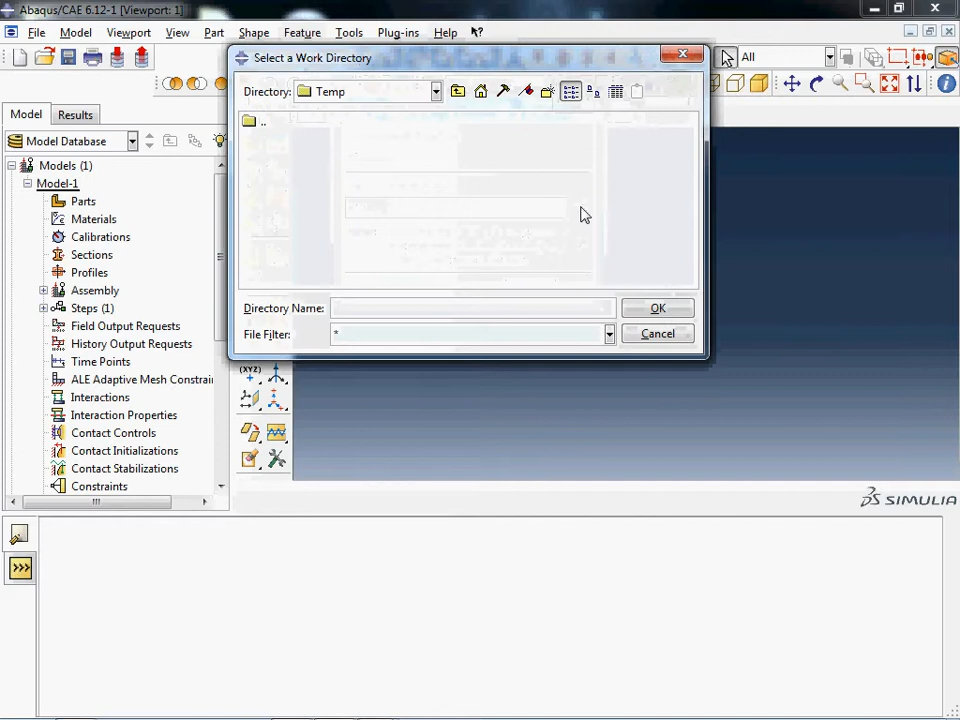 Abaqus/CAE 6.12-1 [Viewport: 1]
File Model Viewport View Part Shape Feature Tools Plug-ins Help
All
Select a Work Directory
Directory: Temp
..
Directory Name:
OK
File Filter: *
Cancel
Model Results
Model Database
Models (1)
Model-1
Parts
Materials
Calibrations
Sections
Profiles
Assembly
Steps (1)
Field Output Requests
History Output Requests
Time Points
ALE Adaptive Mesh Constrai
Interactions
Interaction Properties
Contact Controls
Contact Initializations
Contact Stabilizations
Constraints
(XYZ)
SIMULIA
>>>